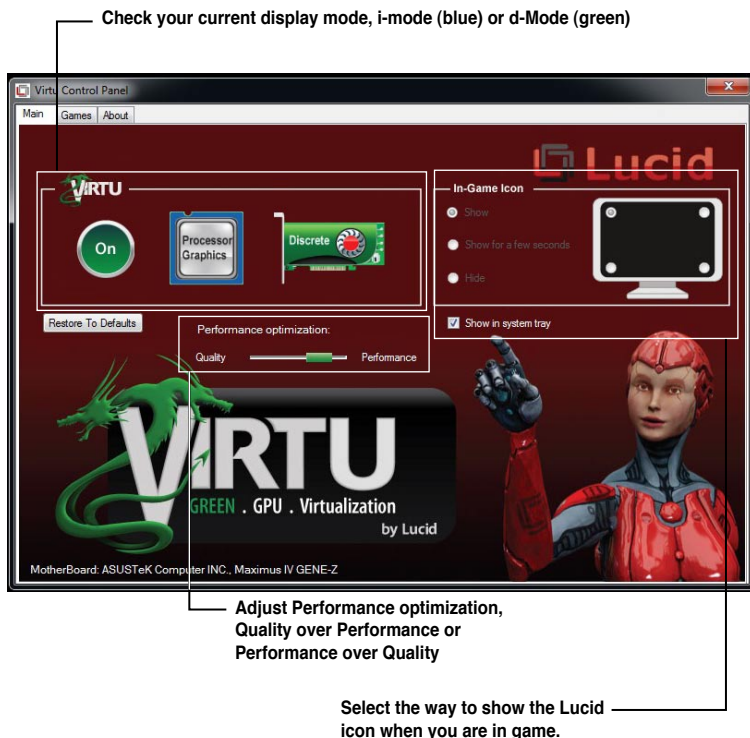 Check your current display mode, i-mode (blue) or d-Mode (green)
Virtu Control Panel
Main Games About
Lucid
VIRTU
On
Processor
Graphics
Discrete
In-Game Icon
Show
Show for a few seconds
Hide
Restore To Defaults
Show in system tray
Performance optimization:
Quality Performance
VIRTU
GREEN . GPU . Virtualization
by Lucid
MotherBoard: ASUSTeK Computer INC., Maximus IV GENE-Z
Adjust Performance optimization,
Quality over Performance or
Performance over Quality
Select the way to show the Lucid
icon when you are in game.